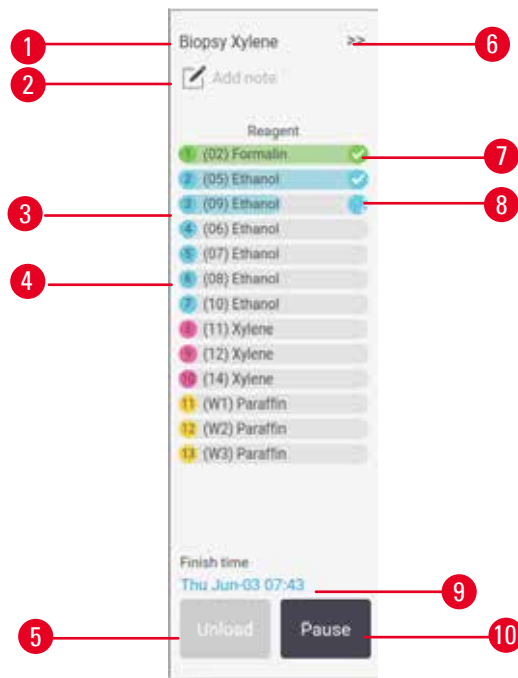 1 Biopsy Xylene >> 6
2 Add note
Reagent
1 (02) Formalin 7
2 (05) Ethanol
3 (09) Ethanol 8
3
4 (06) Ethanol
5 (07) Ethanol
4 6 (08) Ethanol
7 (10) Ethanol
8 (11) Xylene
9 (12) Xylene
10 (14) Xylene
11 (W1) Paraffin
12 (W2) Paraffin
13 (W3) Paraffin
Finish time
Thu Jun-03 07:43 9
5 Unload Pause 10